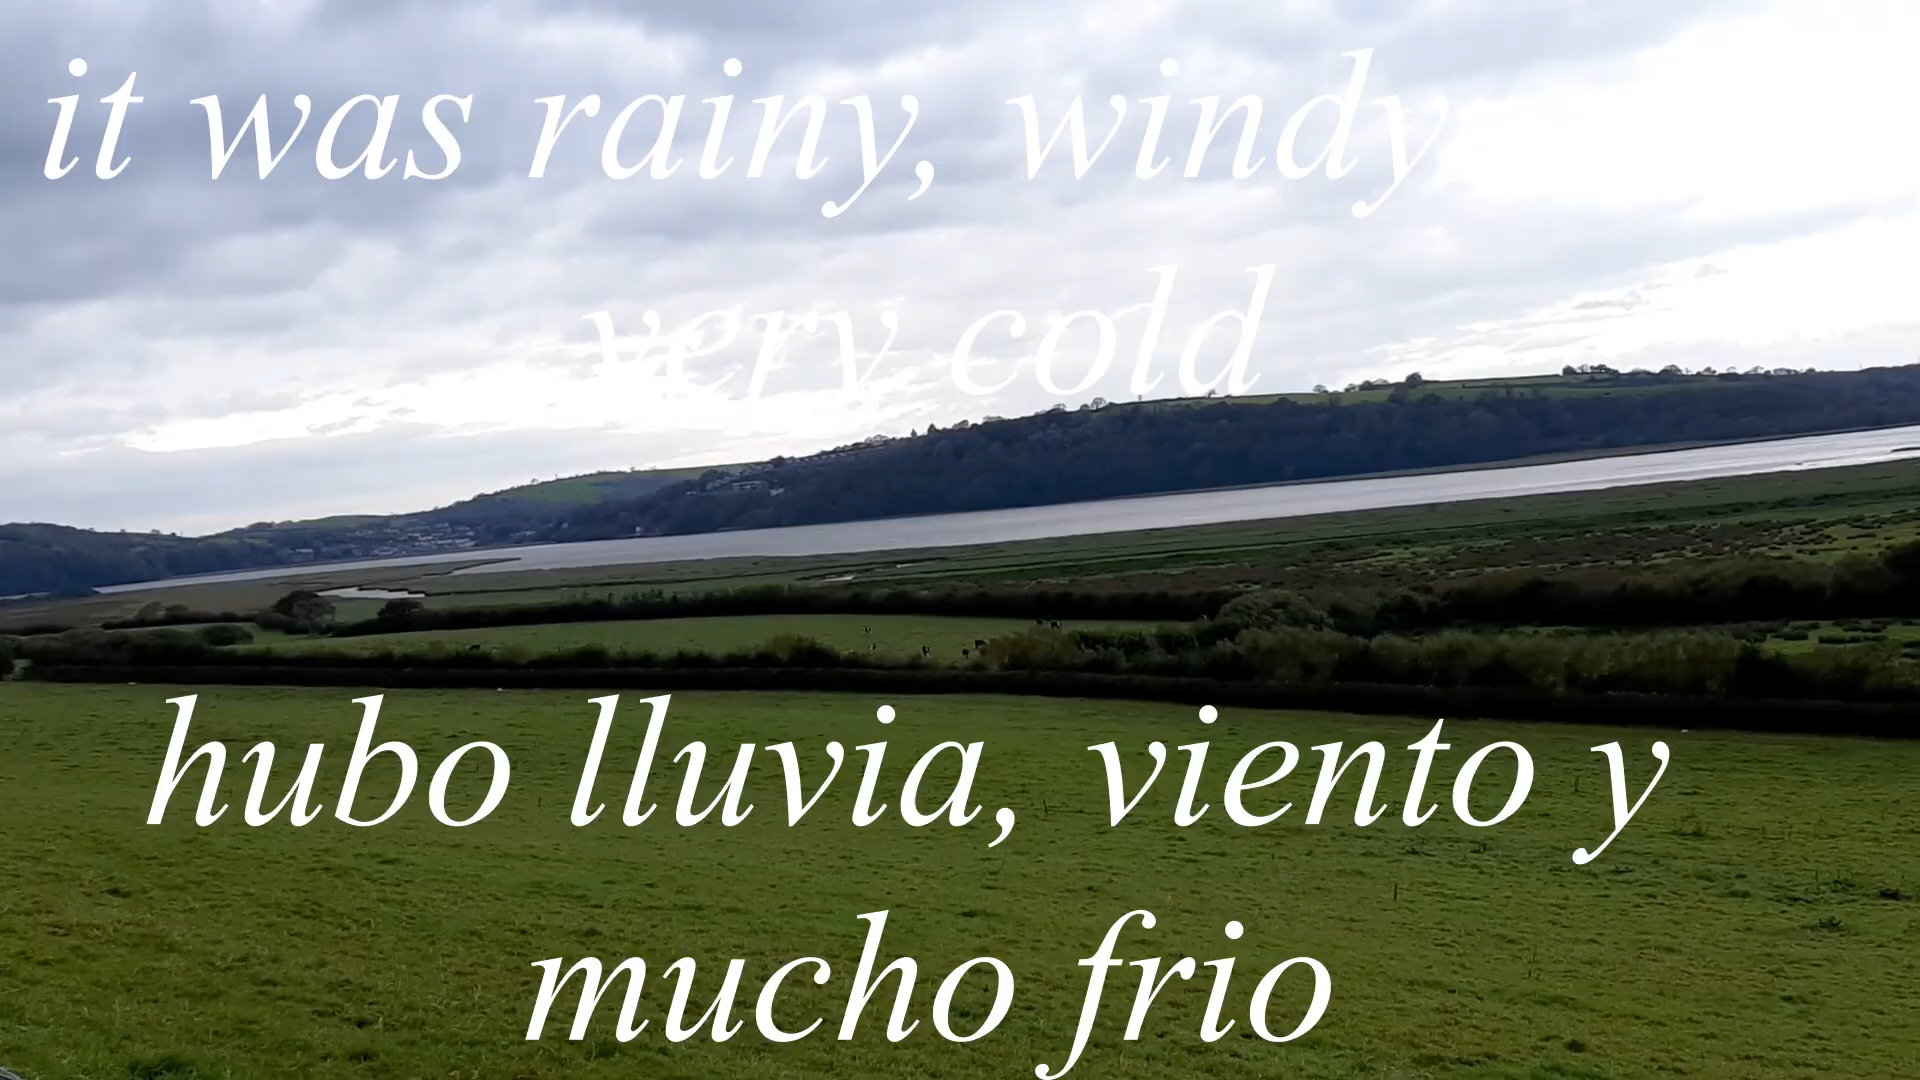 it was rainy, windy
very cold
hubo lluvia, viento y
mucho frio